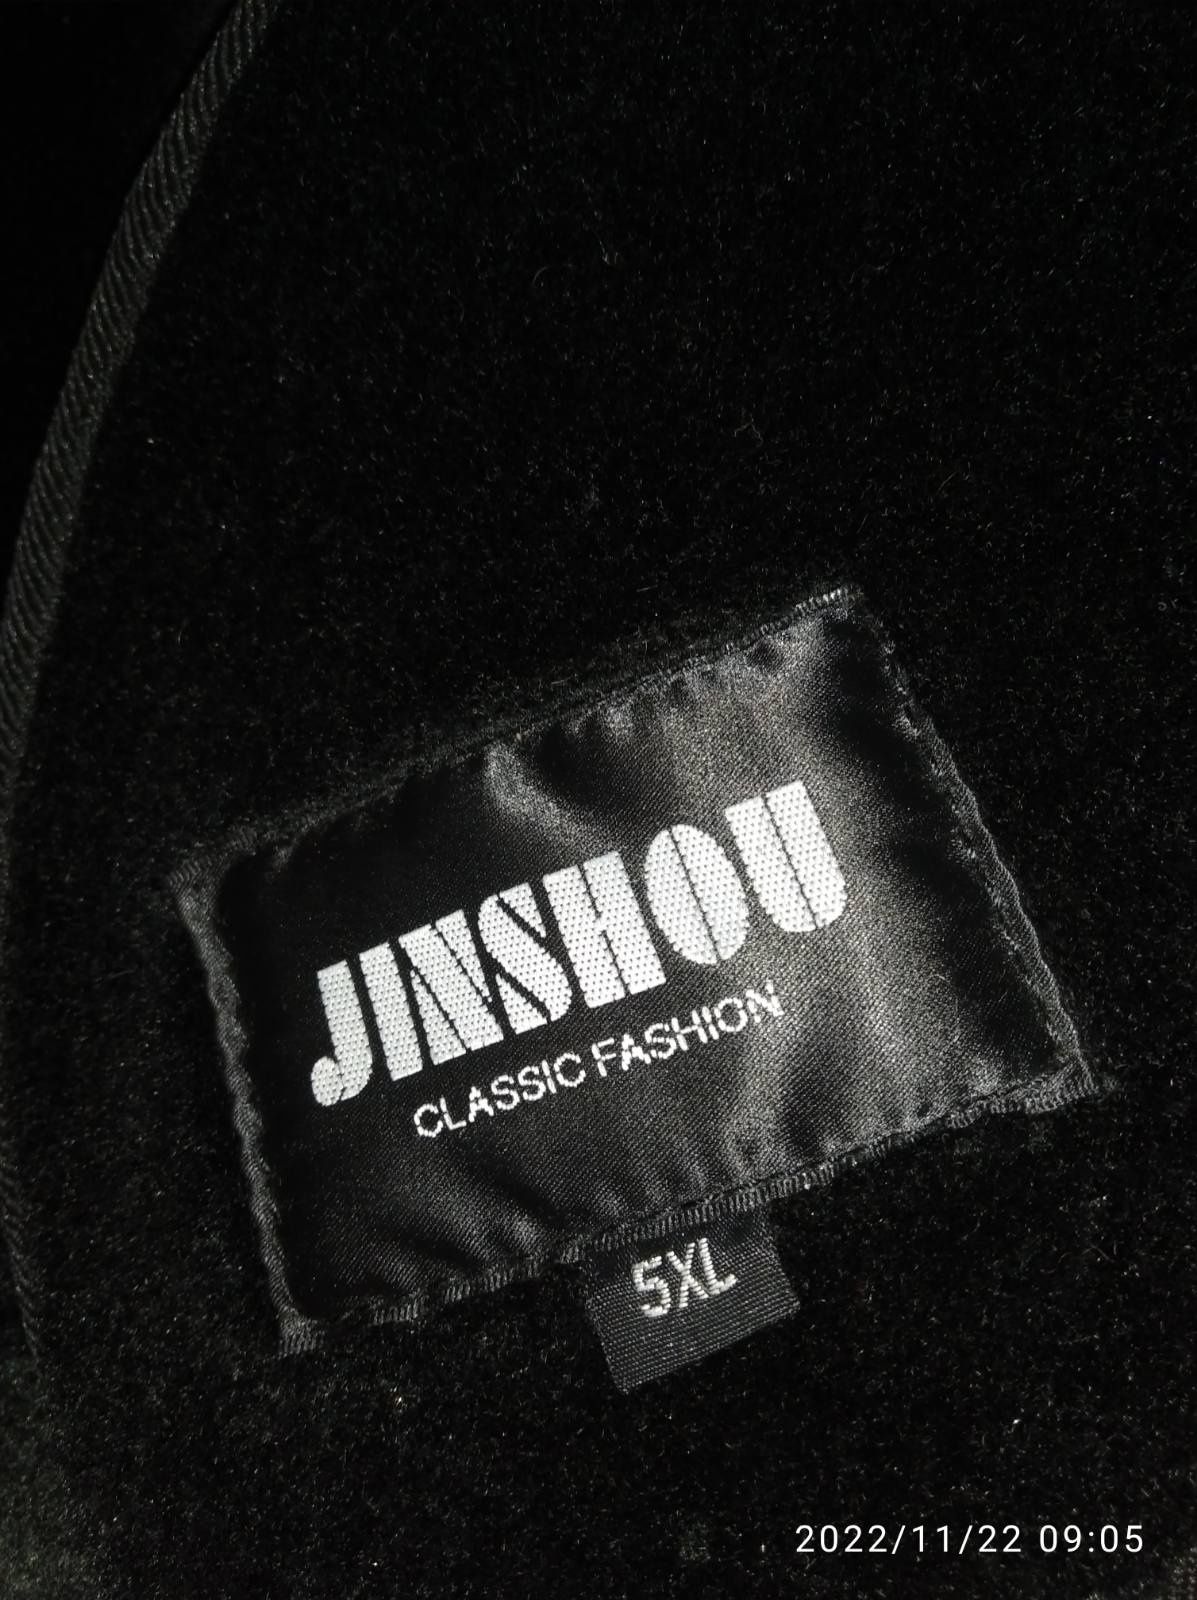 JINSHOU
CLASSIC FASHION
5XL
2022/11/22 09:05